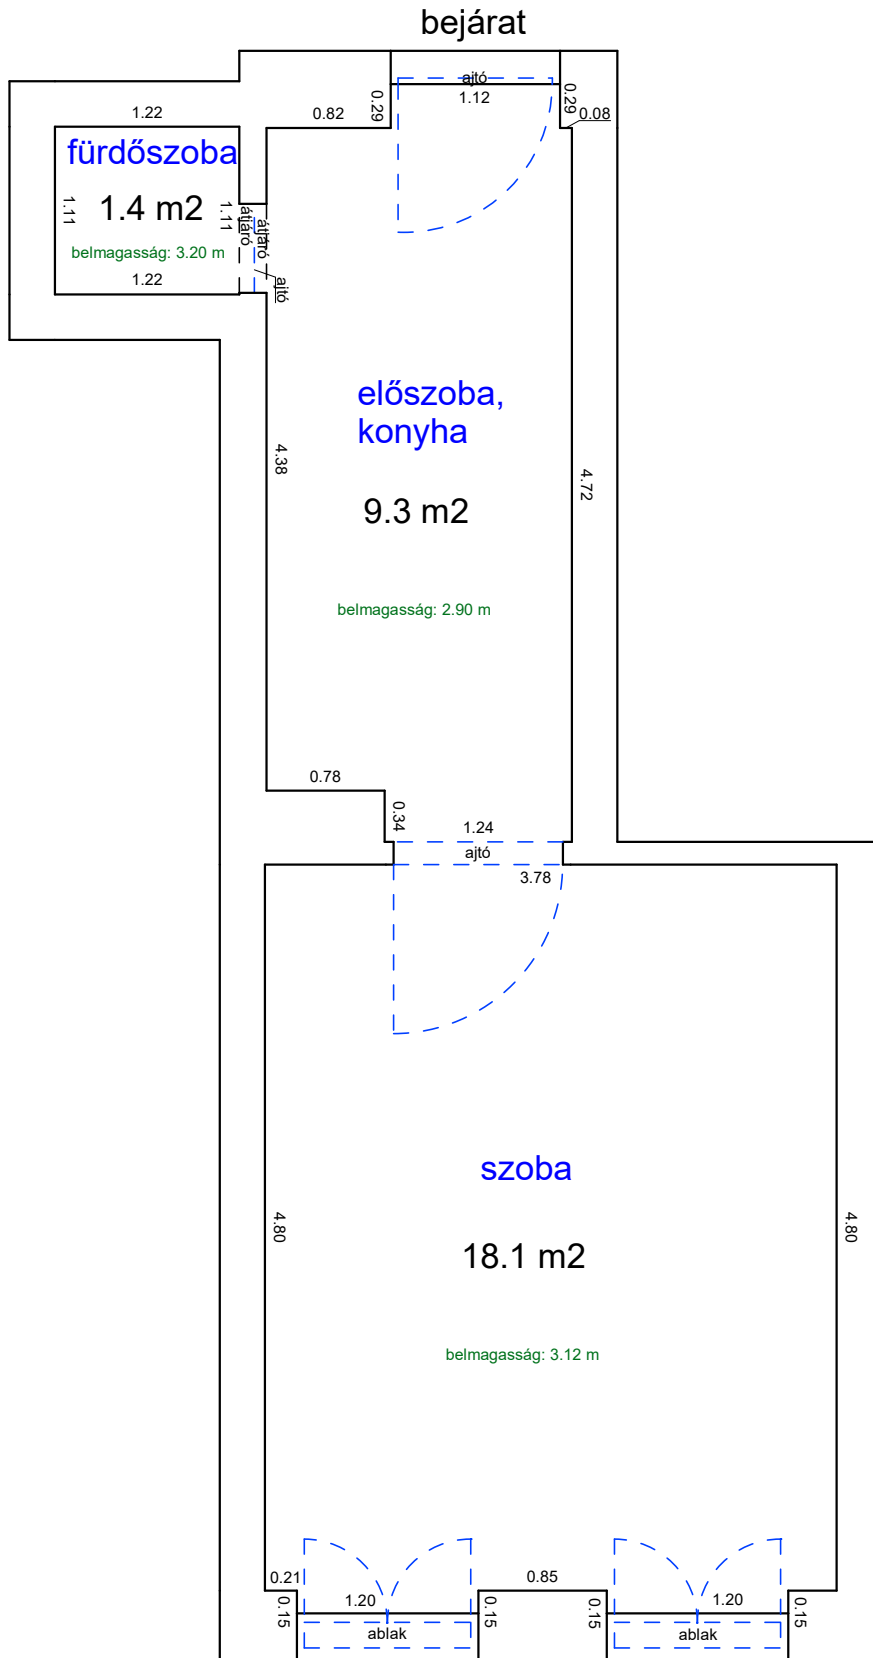 bejárat
ajtó
1.12
0.29
0.29
0.08
0.82
1.22
fürdőszoba
1.4 m2
1.11
1.11
átjáró
átjáró
ajtó
belmagasság: 3.20 m
1.22
előszoba,
konyha
9.3 m2
4.38
4.72
belmagasság: 2.90 m
0.78
0.34
1.24
ajtó
3.78
szoba
18.1 m2
4.80
4.80
belmagasság: 3.12 m
0.21
0.85
0.15
1.20
0.15
0.15
1.20
0.15
ablak
ablak